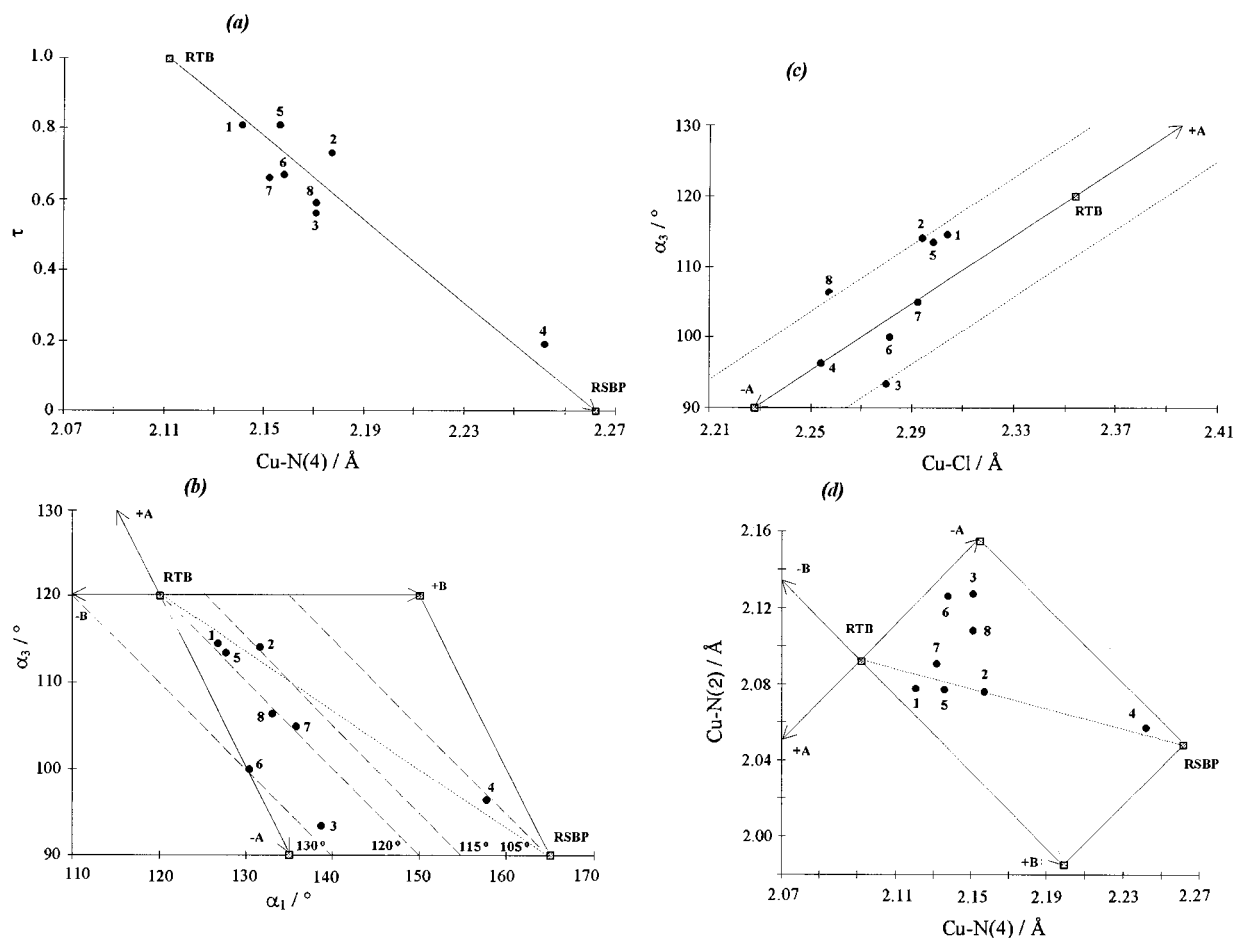 (a)
1.0
0.8
0.6
0.4
0.2
0
τ
RTB
5
1
2
6
7
8
3
4
RSBP
2.07
2.11
2.15
2.19
2.23
2.27
Cu-N(4) / Å
(c)
130
120
110
100
90
α3 / °
+A
RTB
2
1
5
8
7
6
4
3
-A
2.21
2.25
2.29
2.33
2.37
2.41
Cu-Cl / Å
(b)
130
120
110
100
90
α3 / °
+A
RTB
+B
-B
1
5
2
8
7
6
4
3
-A
130°
120°
115°
105°
RSBP
110
120
130
140
150
160
170
α1 / °
(d)
2.16
2.12
2.08
2.04
2.00
Cu-N(2) / Å
-A
-B
3
6
RTB
8
7
2
1
5
4
+A
RSBP
+B
2.07
2.11
2.15
2.19
2.23
2.27
Cu-N(4) / Å